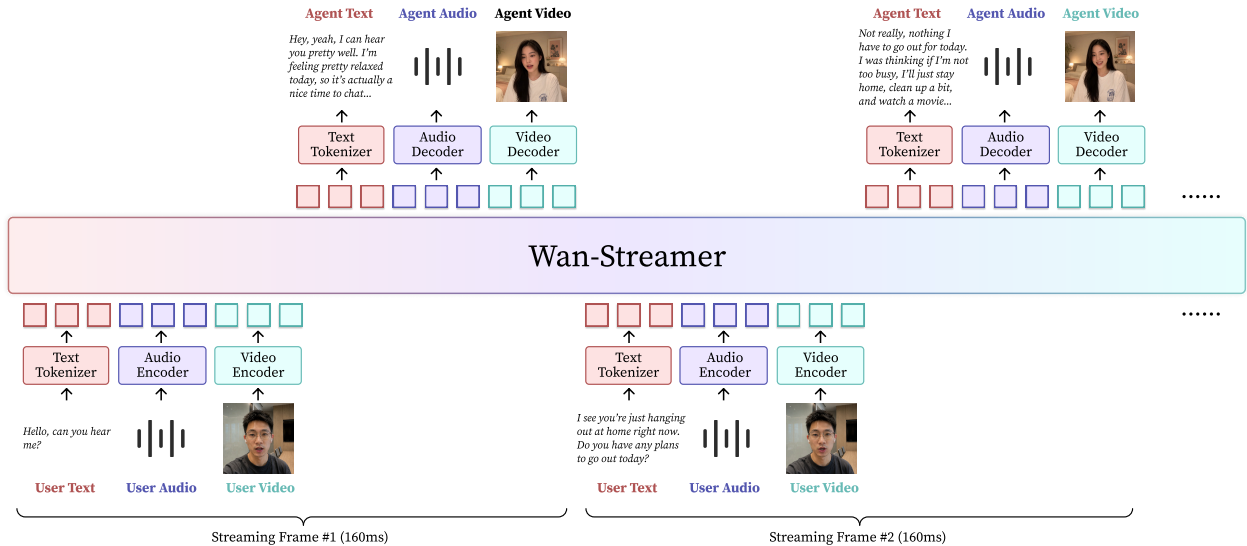 Agent Text
Agent Audio
Agent Video
Hey, yeah, I can hear
you pretty well. I'm
feeling pretty relaxed
today, so it's actually a
nice time to chat...
Text
Tokenizer
Audio
Decoder
Video
Decoder
Agent Text
Agent Audio
Agent Video
Not really, nothing I
have to go out for today.
I was thinking if I'm not
too busy, I'll just stay
home, clean up a bit,
and watch a movie...
Text
Tokenizer
Audio
Decoder
Video
Decoder
......
Wan-Streamer
Text
Tokenizer
Audio
Encoder
Video
Encoder
Hello, can you hear
me?
User Text
User Audio
User Video
Streaming Frame #1 (160ms)
Text
Tokenizer
Audio
Encoder
Video
Encoder
I see you're just hanging
out at home right now.
Do you have any plans
to go out today?
User Text
User Audio
User Video
Streaming Frame #2 (160ms)
......